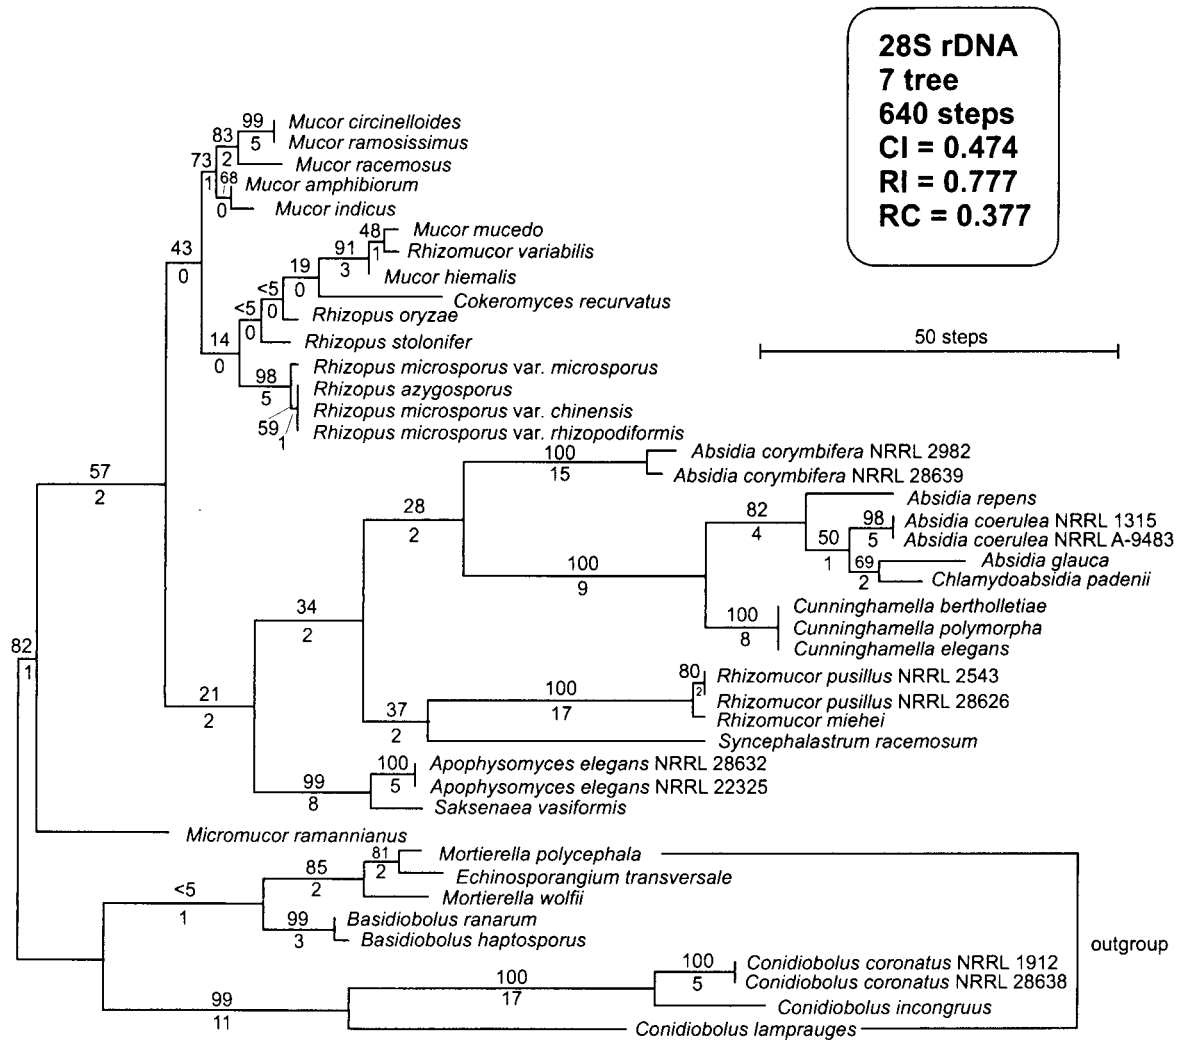 28S rDNA
7 tree
640 steps
CI = 0.474
RI = 0.777
RC = 0.377
50 steps
99
5
Mucor circinelloides
Mucor ramosissimus
83
2
Mucor racemosus
73
1
68
0
Mucor amphibiorum
Mucor indicus
43
0
48
1
Mucor mucedo
Rhizomucor variabilis
91
3
Mucor hiemalis
19
0
Cokeromyces recurvatus
<5
0
Rhizopus oryzae
<5
0
Rhizopus stolonifer
14
0
98
5
Rhizopus microsporus var. microsporus
Rhizopus azygosporus
Rhizopus microsporus var. chinensis
59
1
Rhizopus microsporus var. rhizopodiformis
57
2
100
15
Absidia corymbifera NRRL 2982
Absidia corymbifera NRRL 28639
28
2
82
4
Absidia repens
98
5
Absidia coerulea NRRL 1315
Absidia coerulea NRRL A-9483
50
1
69
2
Absidia glauca
Chlamydoabsidia padenii
100
9
100
8
Cunninghamella bertholletiae
Cunninghamella polymorpha
Cunninghamella elegans
34
2
82
1
80
2
Rhizomucor pusillus NRRL 2543
Rhizomucor pusillus NRRL 28626
Rhizomucor miehei
100
17
21
2
37
2
Syncephalastrum racemosum
100
5
Apophysomyces elegans NRRL 28632
Apophysomyces elegans NRRL 22325
99
8
Saksenaea vasiformis
Micromucor ramannianus
81
2
Mortierella polycephala
Echinosporangium transversale
85
2
Mortierella wolfii
<5
1
99
3
Basidiobolus ranarum
Basidiobolus haptosporus
outgroup
100
5
Conidiobolus coronatus NRRL 1912
Conidiobolus coronatus NRRL 28638
100
17
Conidiobolus incongruus
99
11
Conidiobolus lamprauges